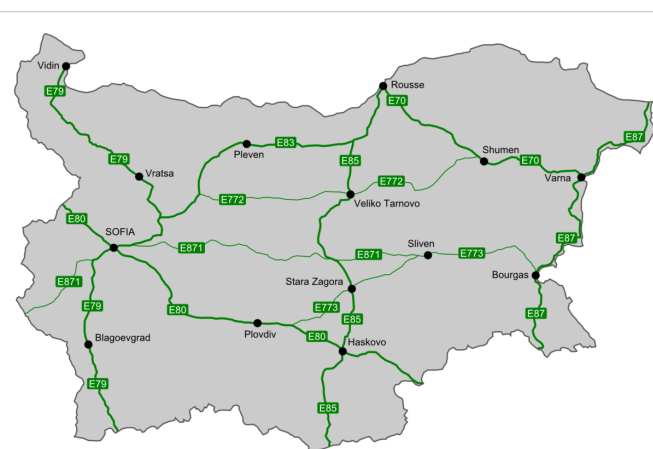 Vidin
E79
Rousse
E70
E87
E83
Pleven
E85
Shumen
E79
E70
Vratsa
Varna
E772
E772
Veliko Tarnovo
E80
SOFIA
E87
E871
Sliven
E871
E773
Bourgas
E871
Stara Zagora
E79
E773
E80
E87
E85
Plovdiv
E80
Blagoevgrad
Haskovo
E79
E85